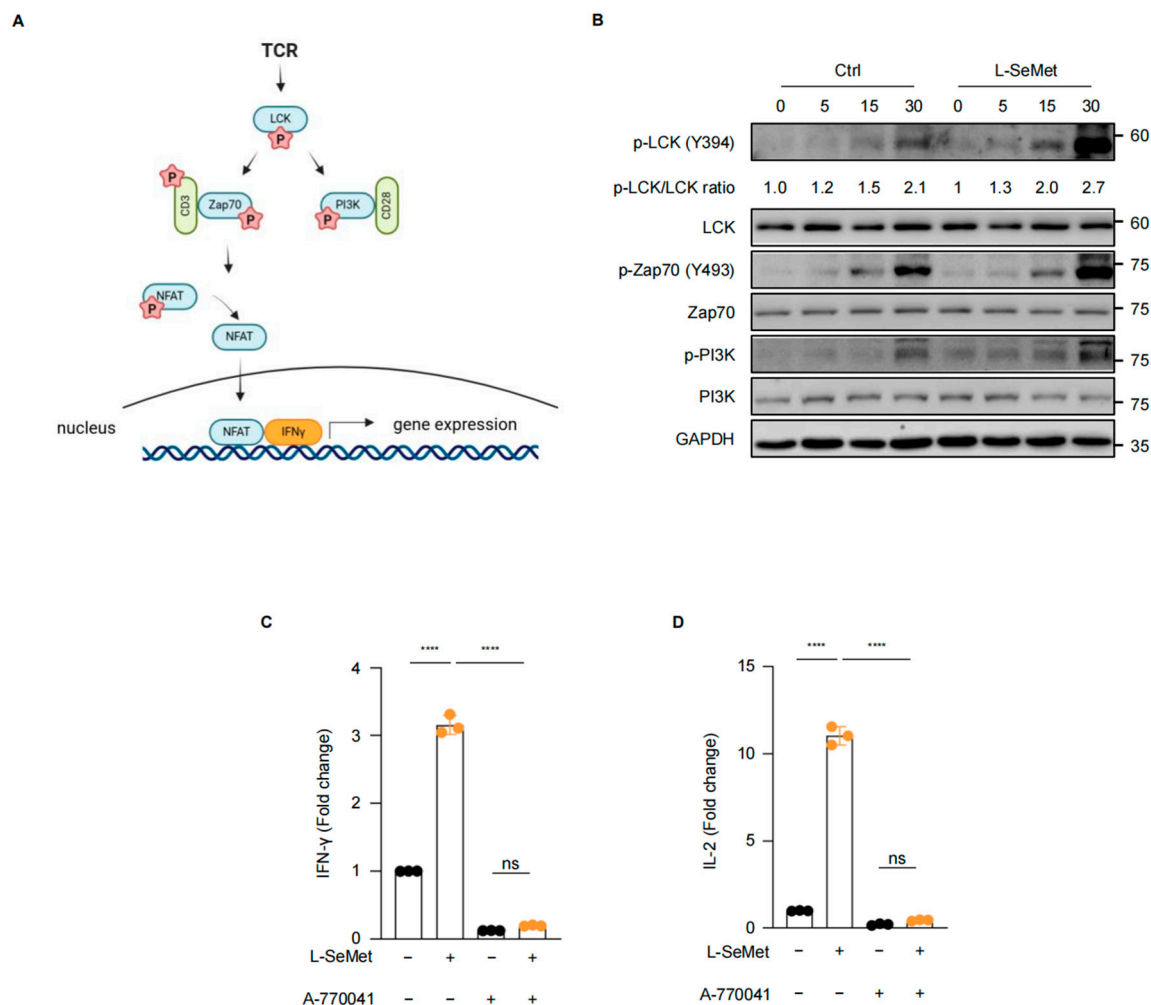 A
TCR
LCK
P
P
CD3
Zap70
P
P
PI3K
CD28
P
NFAT
NFAT
nucleus
NFAT
IFNγ
gene expression
B
Ctrl L-SeMet
0 5 15 30 0 5 15 30
p-LCK (Y394) 60
p-LCK/LCK ratio 1.0 1.2 1.5 2.1 1 1.3 2.0 2.7
LCK 60
p-Zap70 (Y493) 75
Zap70 75
p-PI3K 75
PI3K 75
GAPDH 35
C
**** ****
IFN-γ (Fold change)
4
3
2
1
0
ns
L-SeMet – + – +
A-770041 – – + +
D
**** ****
IL-2 (Fold change)
15
10
5
0
ns
L-SeMet – + – +
A-770041 – – + +